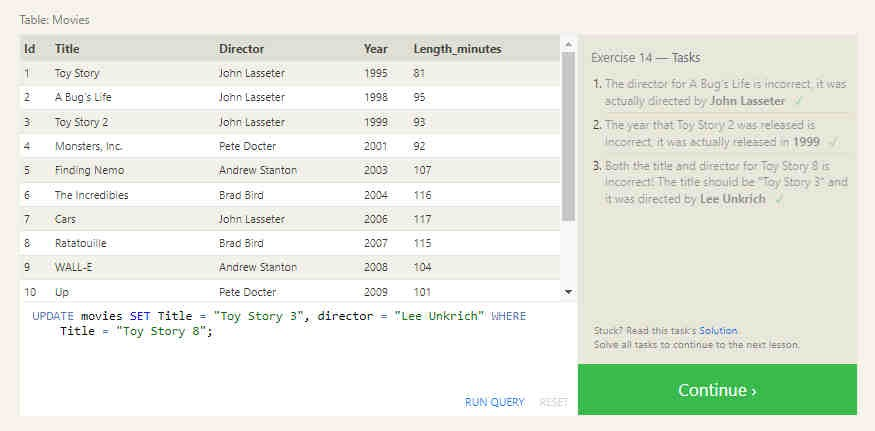 Table: Movies
Id Title Director Year Length_minutes
1 Toy Story John Lasseter 1995 81
2 A Bug's Life John Lasseter 1998 95
3 Toy Story 2 John Lasseter 1999 93
4 Monsters, Inc. Pete Docter 2001 92
5 Finding Nemo Andrew Stanton 2003 107
6 The Incredibles Brad Bird 2004 116
7 Cars John Lasseter 2006 117
8 Ratatouille Brad Bird 2007 115
9 WALL-E Andrew Stanton 2008 104
10 Up Pete Docter 2009 101
UPDATE movies SET Title = "Toy Story 3", director = "Lee Unkrich" WHERE
Title = "Toy Story 8";
RUN QUERY RESET
Exercise 14 — Tasks
1. The director for A Bug's Life is incorrect, it was
actually directed by John Lasseter ✓
2. The year that Toy Story 2 was released is
incorrect, it was actually released in 1999 ✓
3. Both the title and director for Toy Story 8 is
incorrect! The title should be "Toy Story 3" and
it was directed by Lee Unkrich ✓
Stuck? Read this task's Solution.
Solve all tasks to continue to the next lesson.
Continue ›